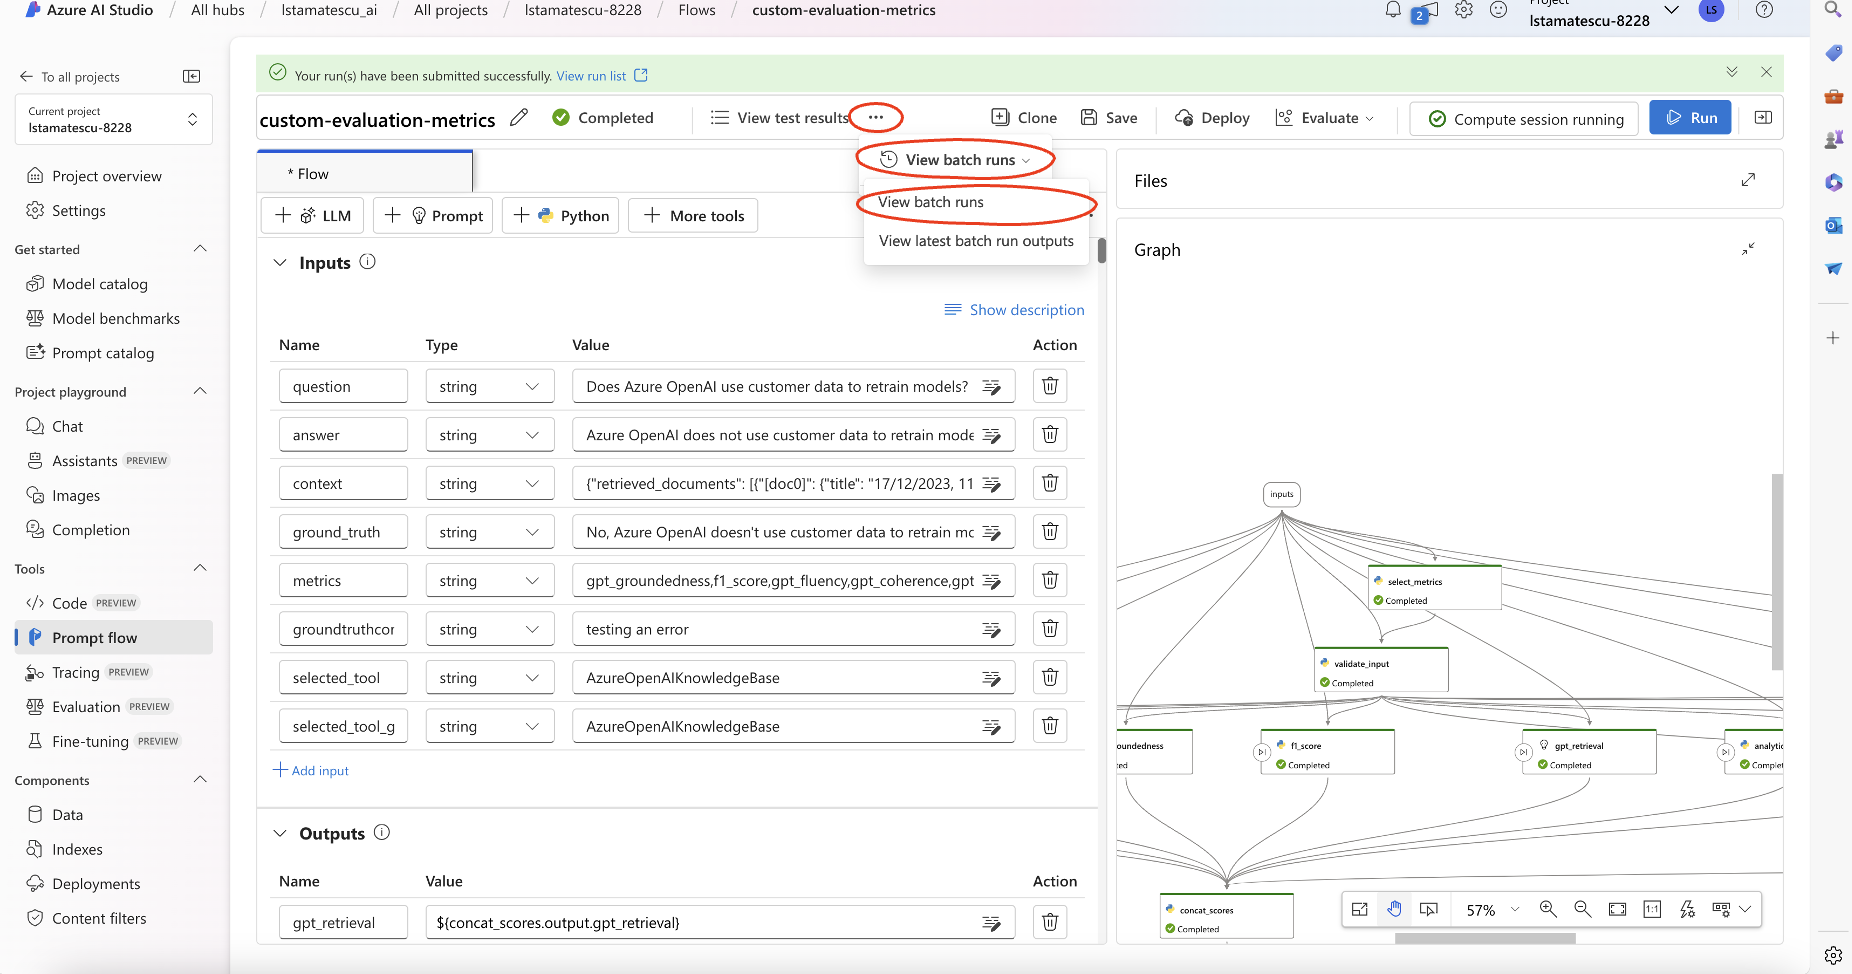 Azure AI Studio / All hubs / lstamatescu_ai / All projects / lstamatescu-8228 / Flows / custom-evaluation-metrics
2
Project
lstamatescu-8228
LS
To all projects
Current project
lstamatescu-8228
Project overview
Settings
Get started
Model catalog
Model benchmarks
Prompt catalog
Project playground
Chat
Assistants PREVIEW
Images
Completion
Tools
Code PREVIEW
Prompt flow
Tracing PREVIEW
Evaluation PREVIEW
Fine-tuning PREVIEW
Components
Data
Indexes
Deployments
Content filters
Your run(s) have been submitted successfully. View run list
custom-evaluation-metrics
Completed
View test results
...
Clone
Save
Deploy
Evaluate
Compute session running
Run
View batch runs
View batch runs
View latest batch run outputs
* Flow
+ LLM
+ Prompt
+ Python
+ More tools
Inputs
Show description
Name Type Value Action
question string Does Azure OpenAI use customer data to retrain models?
answer string Azure OpenAI does not use customer data to retrain mode
context string {"retrieved_documents": [{"[doc0]": {"title": "17/12/2023, 11
ground_truth string No, Azure OpenAI doesn't use customer data to retrain mc
metrics string gpt_groundedness,f1_score,gpt_fluency,gpt_coherence,gpt
groundtruthcor string testing an error
selected_tool string AzureOpenAIKnowledgeBase
selected_tool_g string AzureOpenAIKnowledgeBase
+ Add input
Outputs
Name Value Action
gpt_retrieval ${concat_scores.output.gpt_retrieval}
Files
Graph
inputs
select_metrics
Completed
validate_input
Completed
oundedness
ted
f1_score
Completed
gpt_retrieval
Completed
analytic
Complet
concat_scores
Completed
57%
1:1